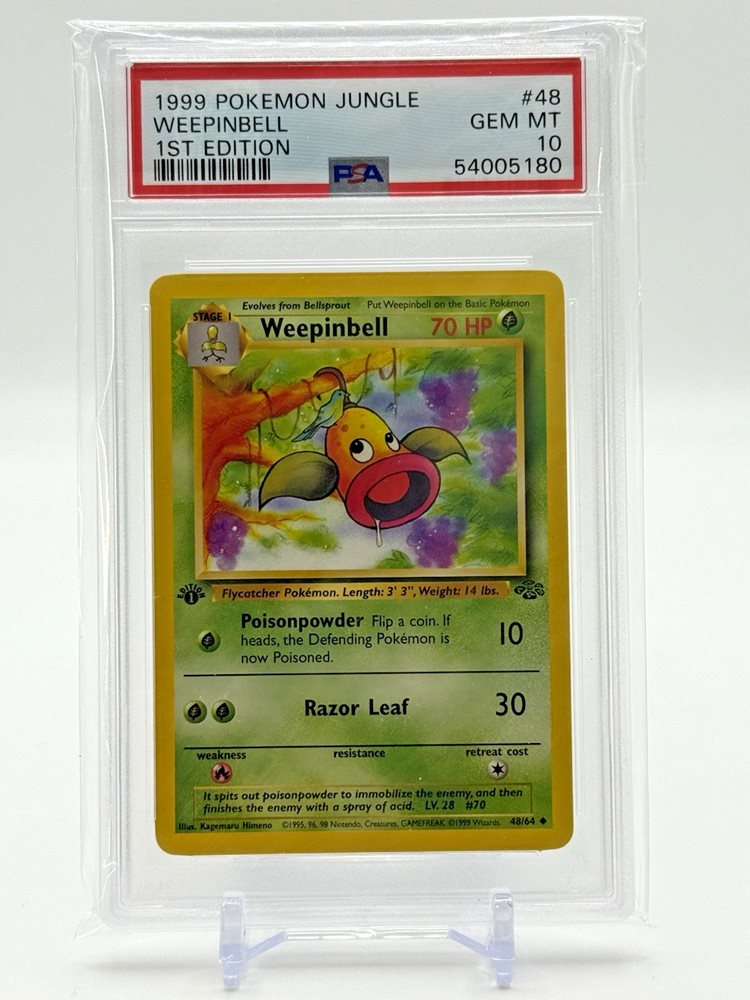 1999 POKEMON JUNGLE #48
WEEPINBELL GEM MT
1ST EDITION 10
PSA 54005180
Evolves from Bellsprout Put Weepinbell on the Basic Pokémon
STAGE 1
Weepinbell 70 HP
EDITION
1
Flycatcher Pokémon. Length: 3' 3", Weight: 14 lbs.
Poisonpowder Flip a coin. If
heads, the Defending Pokémon is
now Poisoned.
10
Razor Leaf 30
weakness resistance retreat cost
It spits out poisonpowder to immobilize the enemy, and then
finishes the enemy with a spray of acid. LV. 28 #70
Illus. Kagemaru Himeno ©1995, 96, 98 Nintendo, Creatures, GAMEFREAK. ©1999 Wizards. 48/64